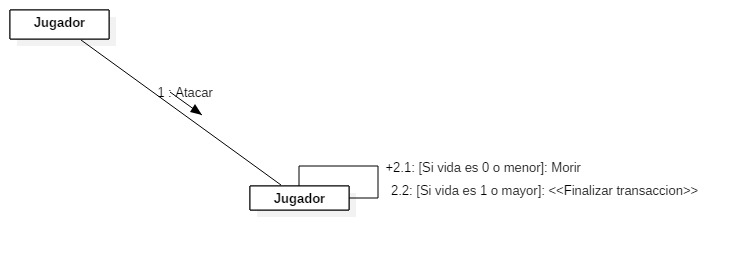 Jugador
1 : Atacar
+2.1: [Si vida es 0 o menor]: Morir
2.2: [Si vida es 1 o mayor]: <<Finalizar transaccion>>
Jugador